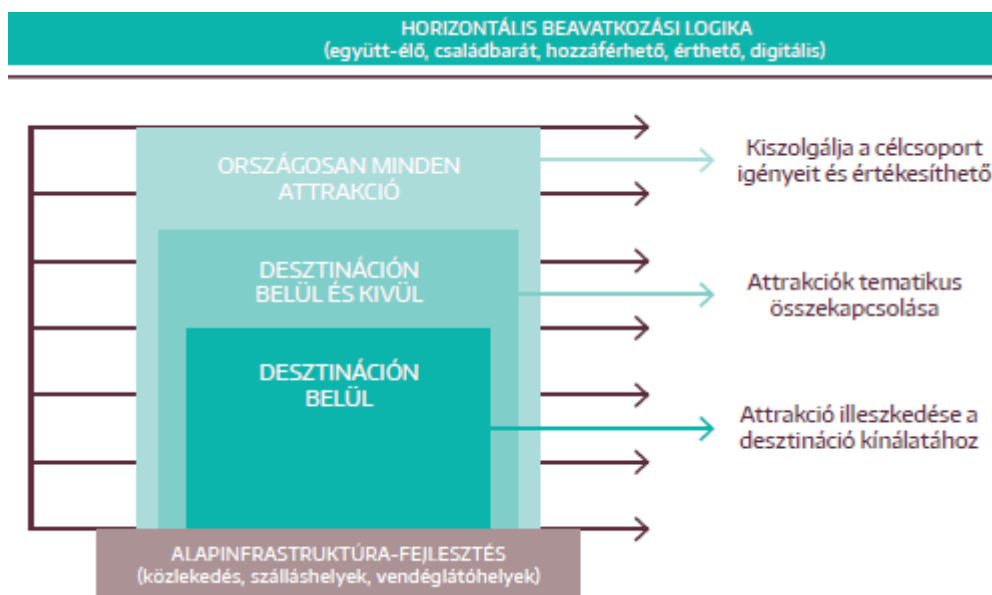 HORIZONTÁLIS BEAVATKOZÁSI LOGIKA
(együtt-élő, családbarát, hozzáférhető, érthető, digitális)
ORSZÁGOSAN MINDEN
ATTRAKCIÓ
Kiszolgálja a célcsoport
igényeit és értékesíthető
DESZTINÁCIÓN
BELÜL ÉS KIVÜL
Attrakciók tematikus
összekapcsolása
DESZTINÁCIÓN
BELÜL
Attrakció illeszkedése a
desztináció kínálatához
ALAPINFRASTRUKTÚRA-FEJLESZTÉS
(közlekedés, szálláshelyek, vendéglátóhelyek)